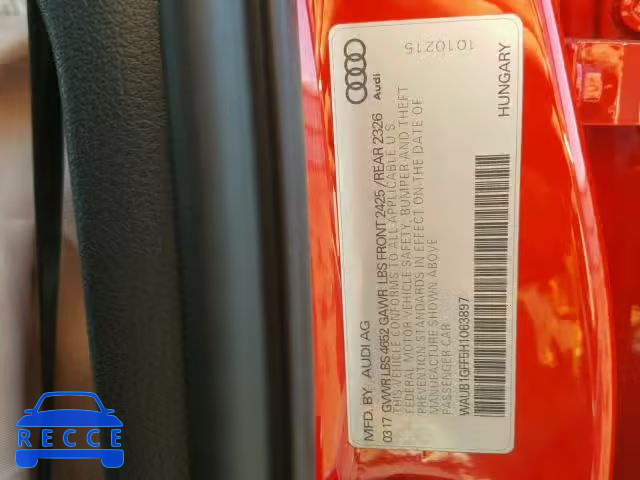 Audi
1010215
MFD. BY AUDI AG
0317 GVWR LBS 4652 GAWR LBS FRONT 2425 /REAR 2326
THIS VEHICLE CONFORMS TO ALL APPLICABLE U.S.
FEDERAL MOTOR VEHICLE SAFETY, BUMPER AND THEFT
PREVENTION STANDARDS IN EFFECT ON THE DATE OF
MANUFACTURE SHOWN ABOVE
PASSENGER CAR
WAUB1GFF5H1063897
HUNGARY
RECCE